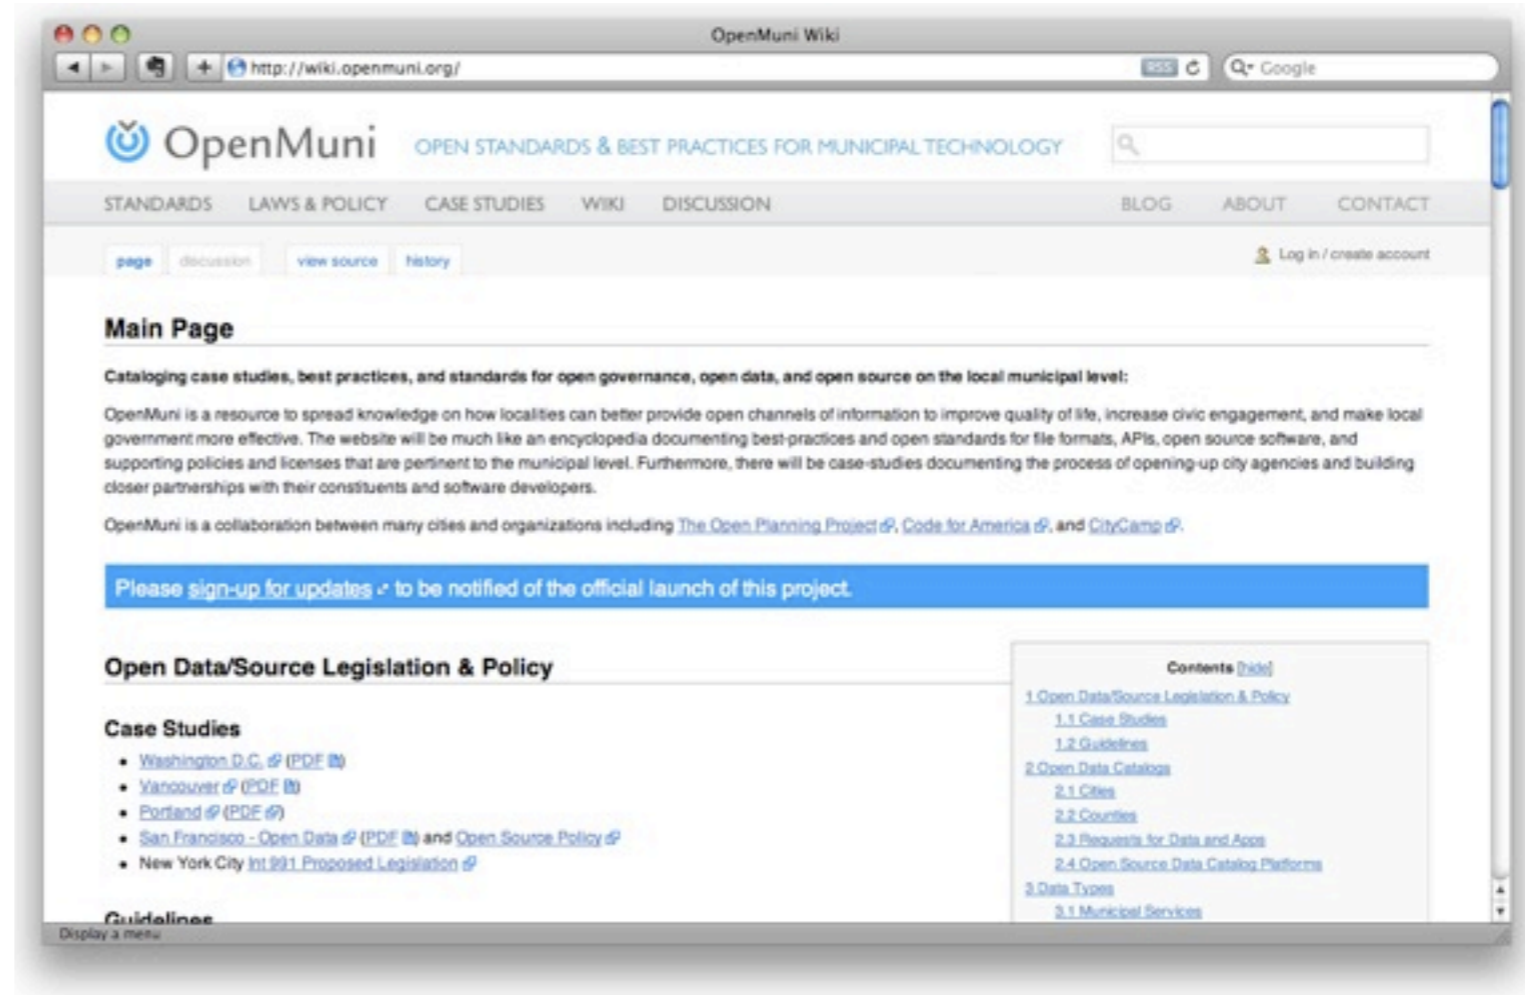 OpenMuni Wiki
http://wiki.openmuni.org/
RSS
Google
OpenMuni
OPEN STANDARDS & BEST PRACTICES FOR MUNICIPAL TECHNOLOGY
STANDARDS LAWS & POLICY CASE STUDIES WIKI DISCUSSION BLOG ABOUT CONTACT
page discussion view source history Log in / create account
Main Page
Cataloging case studies, best practices, and standards for open governance, open data, and open source on the local municipal level:
OpenMuni is a resource to spread knowledge on how localities can better provide open channels of information to improve quality of life, increase civic engagement, and make local
government more effective. The website will be much like an encyclopedia documenting best-practices and open standards for file formats, APIs, open source software, and
supporting policies and licenses that are pertinent to the municipal level. Furthermore, there will be case-studies documenting the process of opening-up city agencies and building
closer partnerships with their constituents and software developers.
OpenMuni is a collaboration between many cities and organizations including The Open Planning Project, Code for America, and CityCamp.
Please sign-up for updates to be notified of the official launch of this project.
Open Data/Source Legislation & Policy
Case Studies
• Washington D.C. (PDF)
• Vancouver (PDF)
• Portland (PDF)
• San Francisco - Open Data (PDF) and Open Source Policy
• New York City Int 991 Proposed Legislation
Guidelines
Contents [hide]
1 Open Data/Source Legislation & Policy
1.1 Case Studies
1.2 Guidelines
2 Open Data Catalogs
2.1 Cities
2.2 Counties
2.3 Requests for Data and Apps
2.4 Open Source Data Catalog Platforms
3 Data Types
3.1 Municipal Services
Display a menu